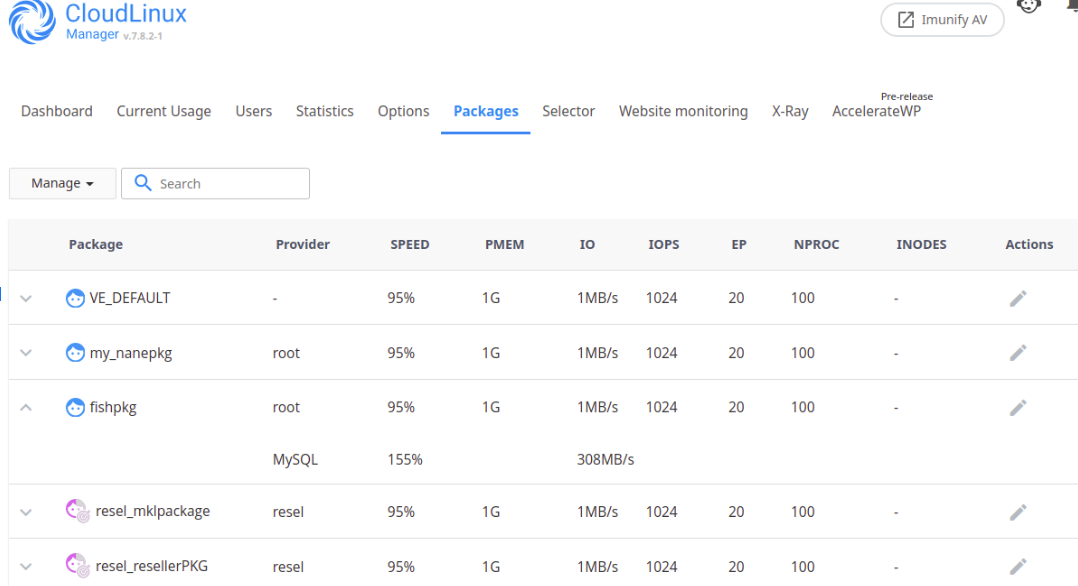 CloudLinux
Manager v.7.8.2-1
Imunify AV
Pre-release
Dashboard Current Usage Users Statistics Options Packages Selector Website monitoring X-Ray AccelerateWP
Manage Search
Package Provider SPEED PMEM IO IOPS EP NPROC INODES Actions
VE_DEFAULT - 95% 1G 1MB/s 1024 20 100 -
my_nanepkg root 95% 1G 1MB/s 1024 20 100 -
fishpkg root 95% 1G 1MB/s 1024 20 100 -
MySQL 155% 308MB/s
resel_mklpackage resel 95% 1G 1MB/s 1024 20 100 -
resel_resellerPKG resel 95% 1G 1MB/s 1024 20 100 -